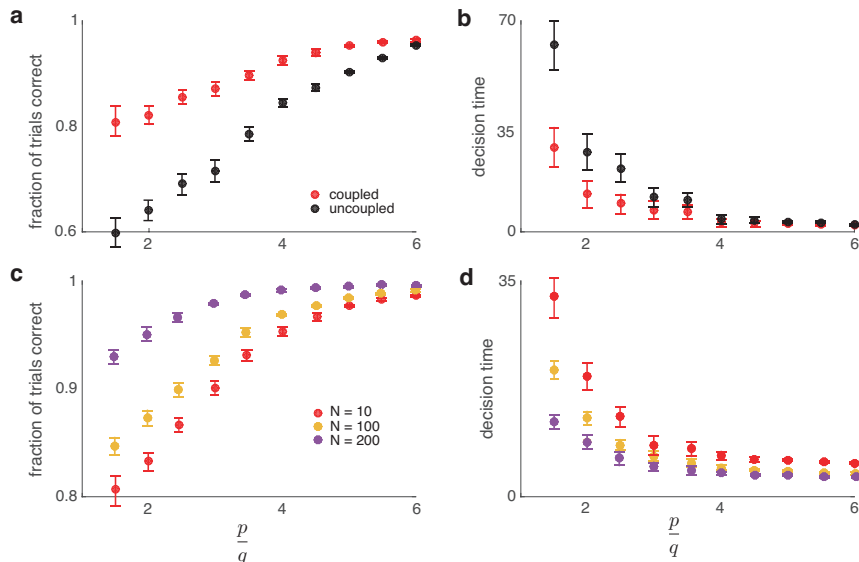 a
1
0.8
0.6
fraction of trials correct
coupled
uncoupled
2
4
6
b
70
35
0
decision time
2
4
6
c
1
0.9
0.8
fraction of trials correct
N = 10
N = 100
N = 200
2
4
6
p
q
d
35
0
decision time
2
4
6
p
q